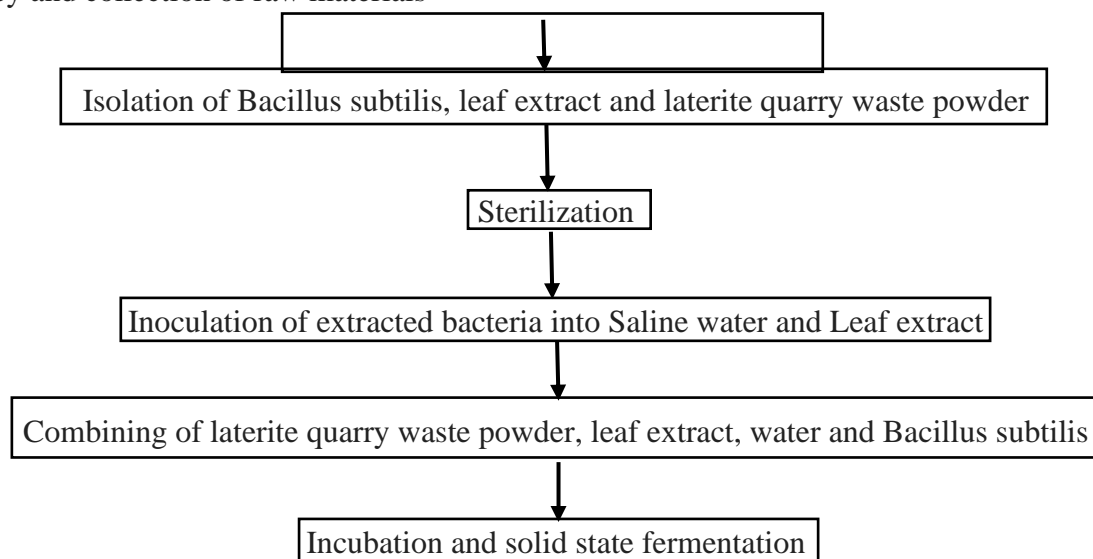 and collection of raw materials
Isolation of Bacillus subtilis, leaf extract and laterite quarry waste powder
Sterilization
Inoculation of extracted bacteria into Saline water and Leaf extract
Combining of laterite quarry waste powder, leaf extract, water and Bacillus subtilis
Incubation and solid state fermentation